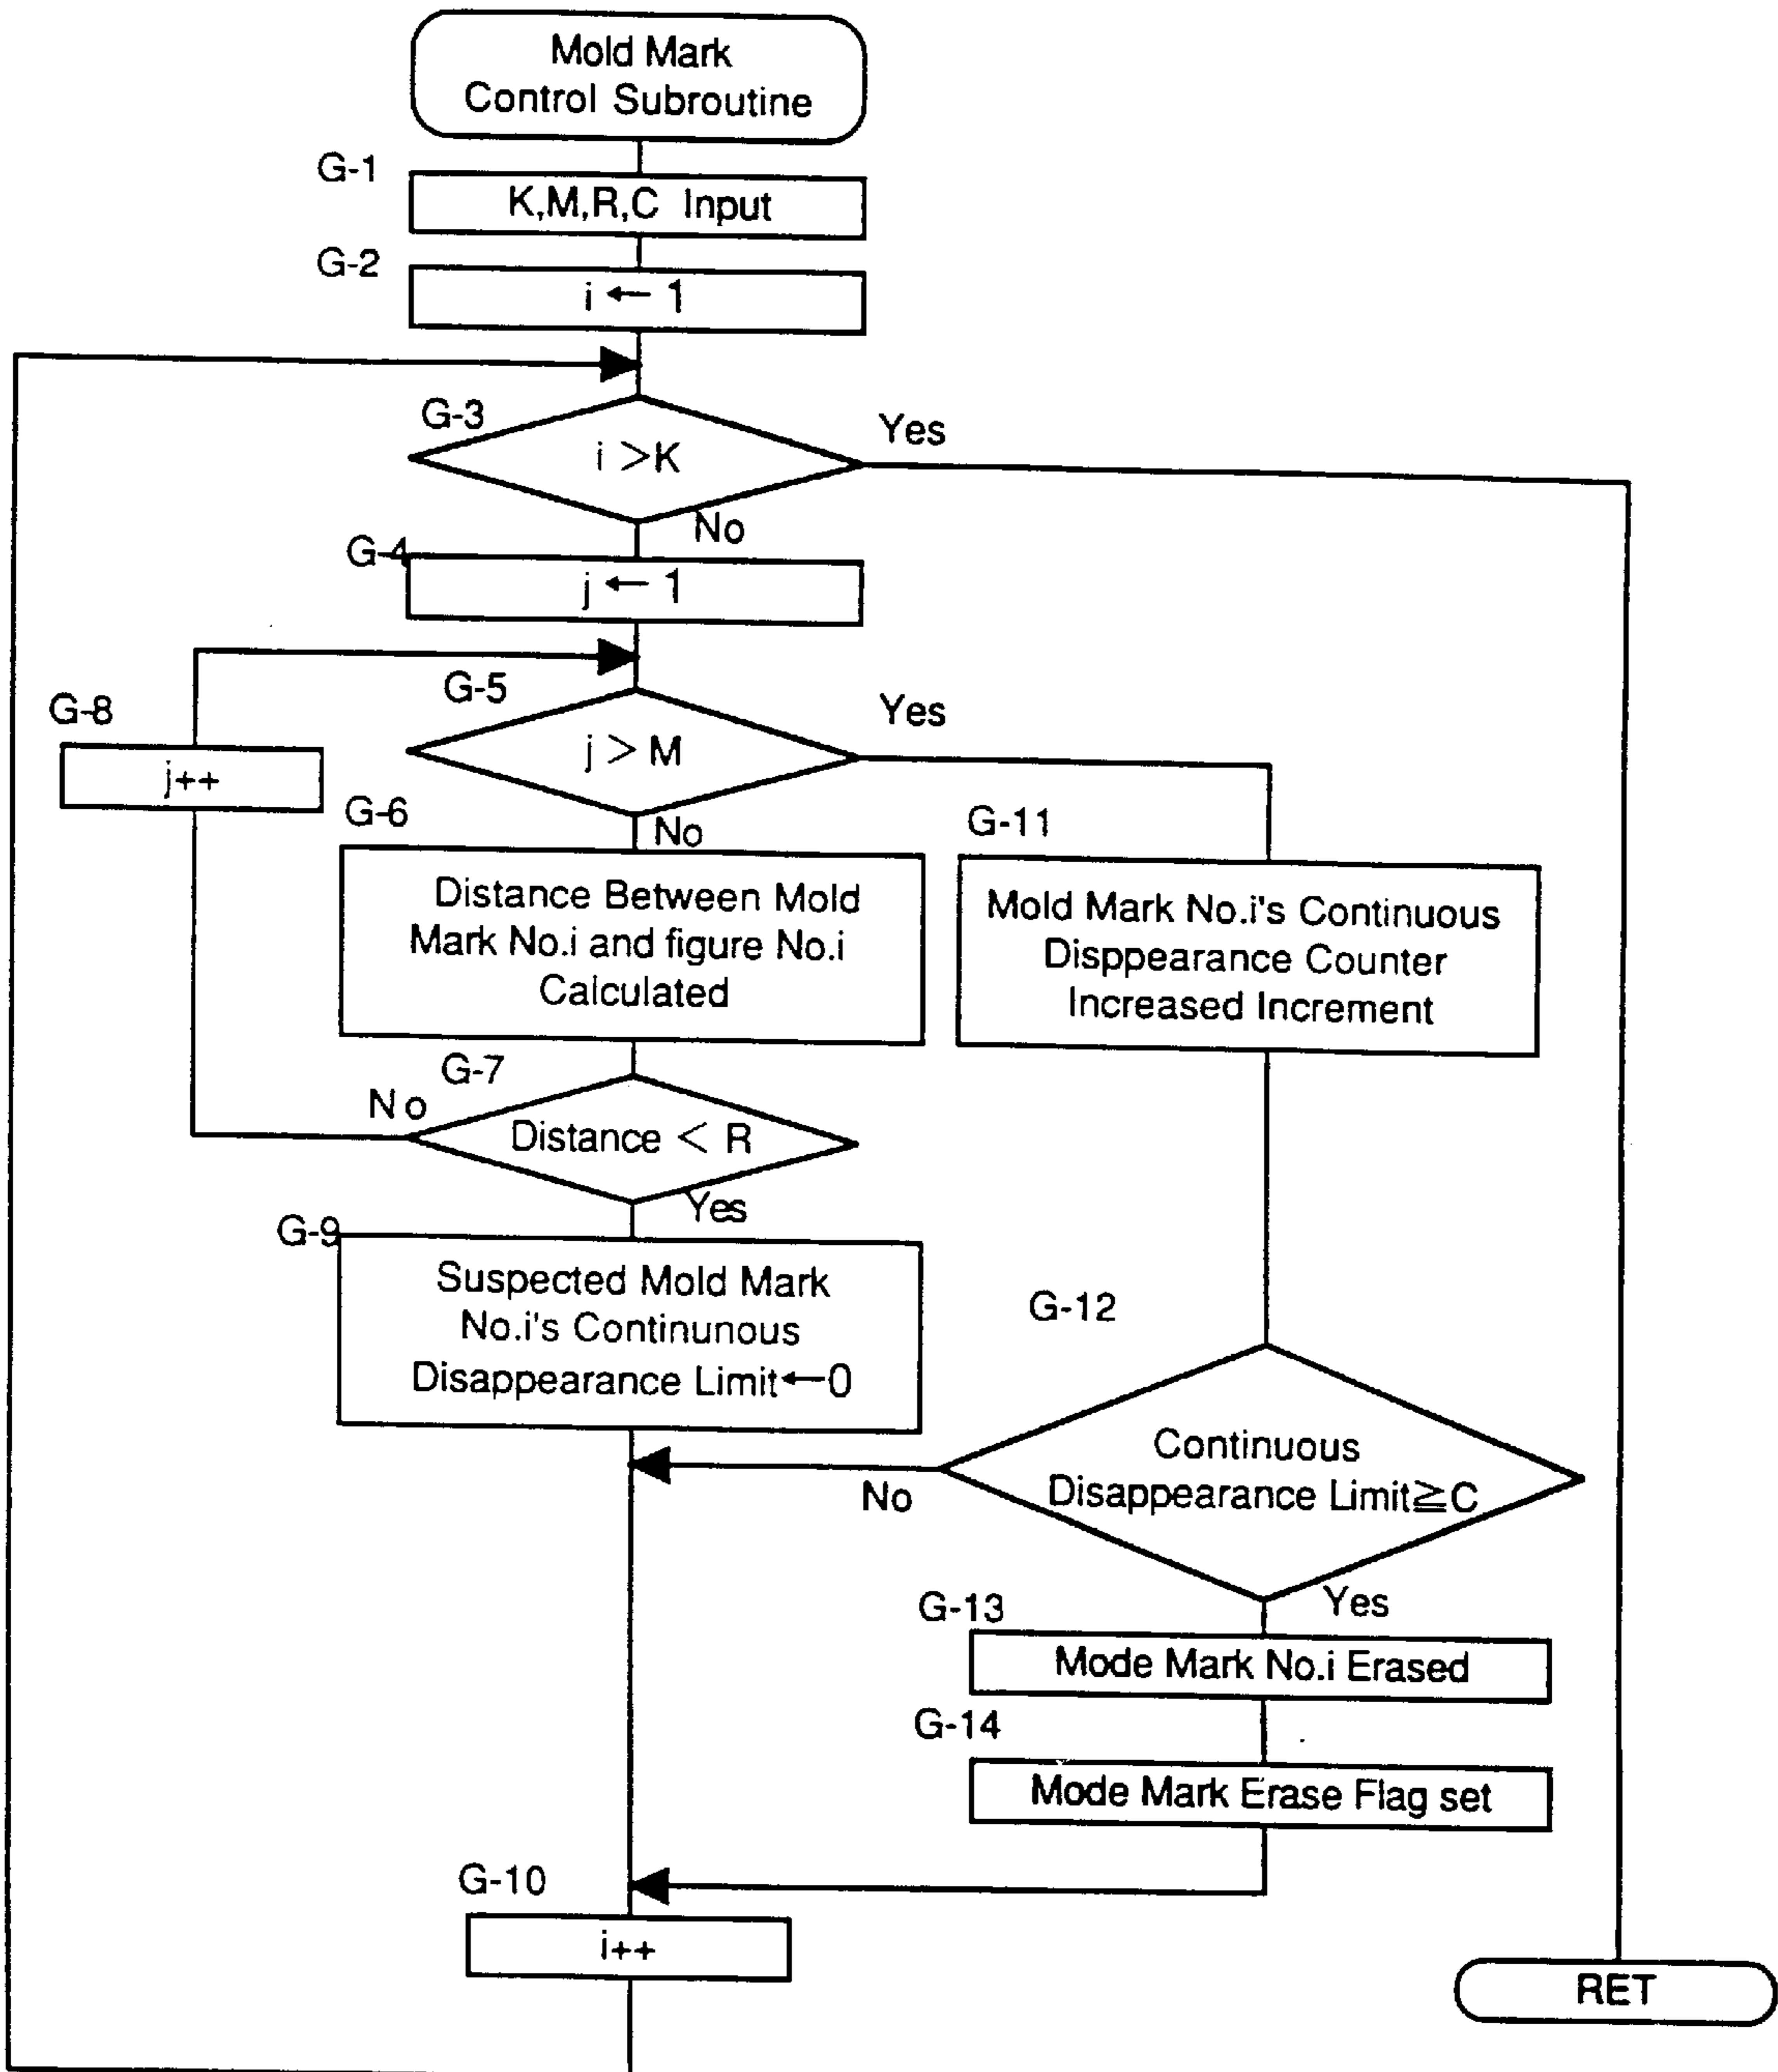 Mold Mark
Control Subroutine
G-1
K,M,R,C Input
G-2
i ← 1
G-3
i >K
Yes
No
G-4
j ← 1
G-5
j > M
Yes
G-8
j++
G-6
No
Distance Between Mold
Mark No.i and figure No.i
Calculated
G-11
Mold Mark No.i's Continuous
Disppearance Counter
Increased Increment
G-7
No
Distance < R
Yes
G-9
Suspected Mold Mark
No.i's Continunous
Disappearance Limit←0
G-12
Continuous
Disappearance Limit≧C
No
Yes
G-13
Mode Mark No.i Erased
G-14
Mode Mark Erase Flag set
G-10
i++
RET